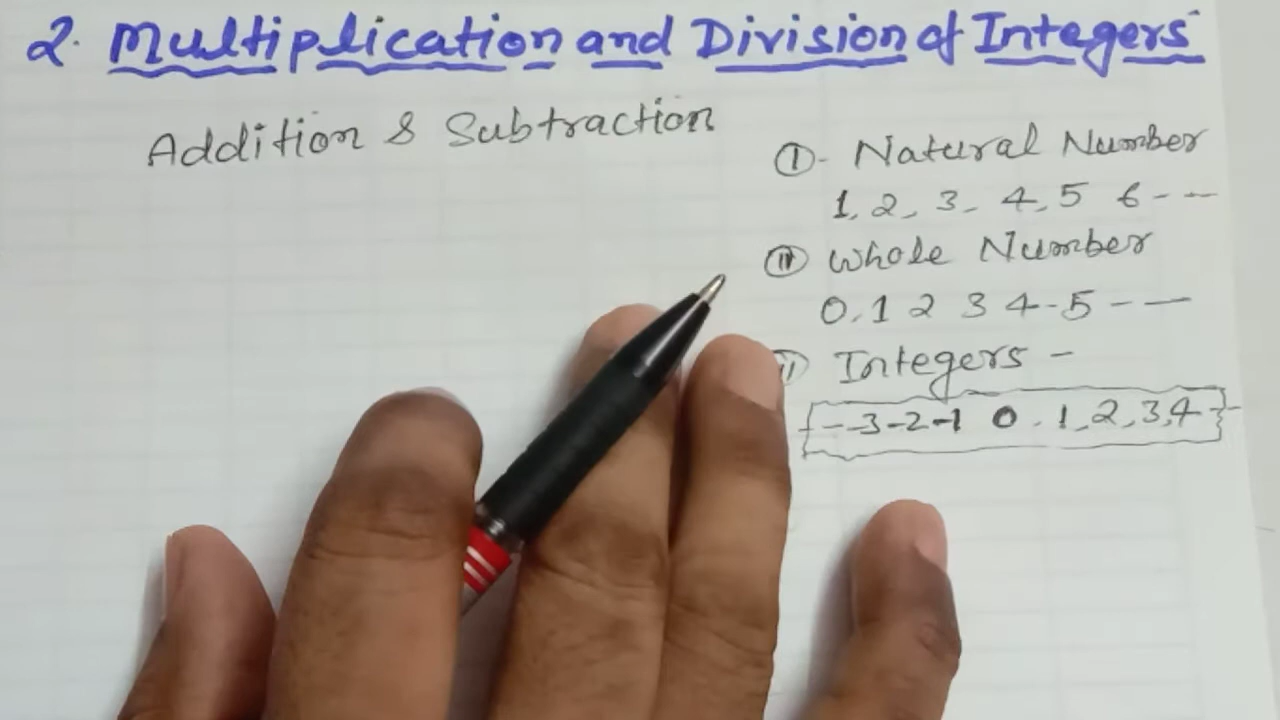 2. Multiplication and Division of Integers
Addition & Subtraction
I - Natural Number
1, 2, 3, 4, 5 6 - - -
II Whole Number
0, 1 2 3 4 - 5 - - —
Integers -
- - -3 -2 -1 0 . 1, 2, 3, 4 - -